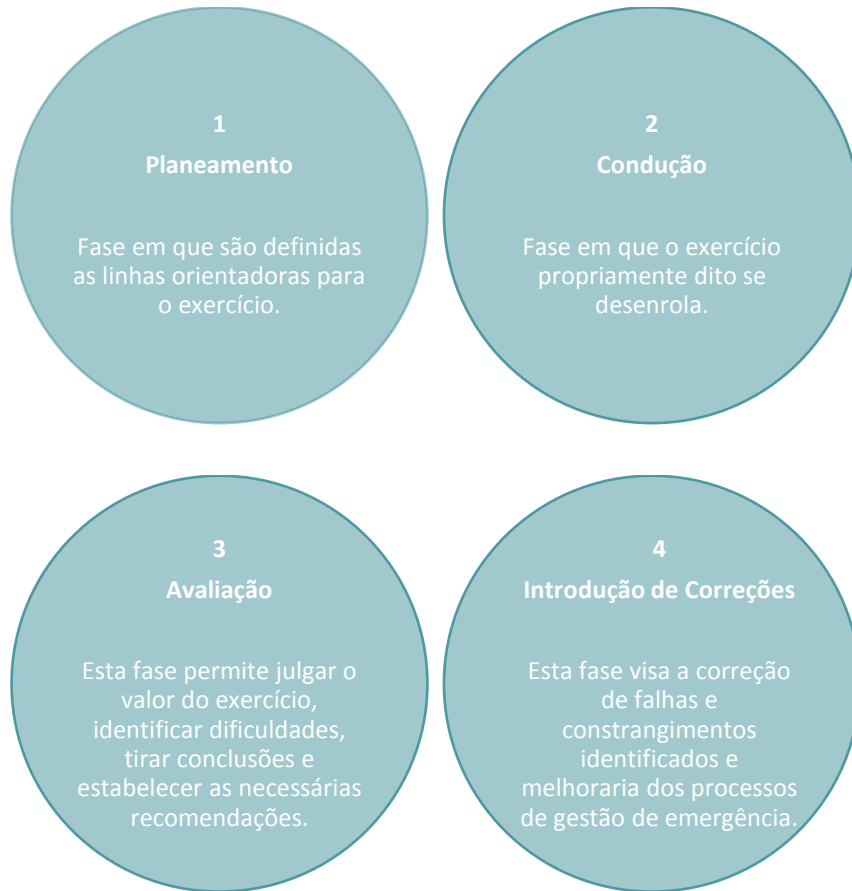 1
Planeamento
Fase em que são definidas
as linhas orientadoras para
o exercício.
2
Condução
Fase em que o exercício
propriamente dito se
desenrola.
3
Avaliação
Esta fase permite julgar o
valor do exercício,
identificar dificuldades,
tirar conclusões e
estabelecer as necessárias
recomendações.
4
Introdução de Correções
Esta fase visa a correção
de falhas e
constrangimentos
identificados e
melhoraria dos processos
de gestão de emergência.